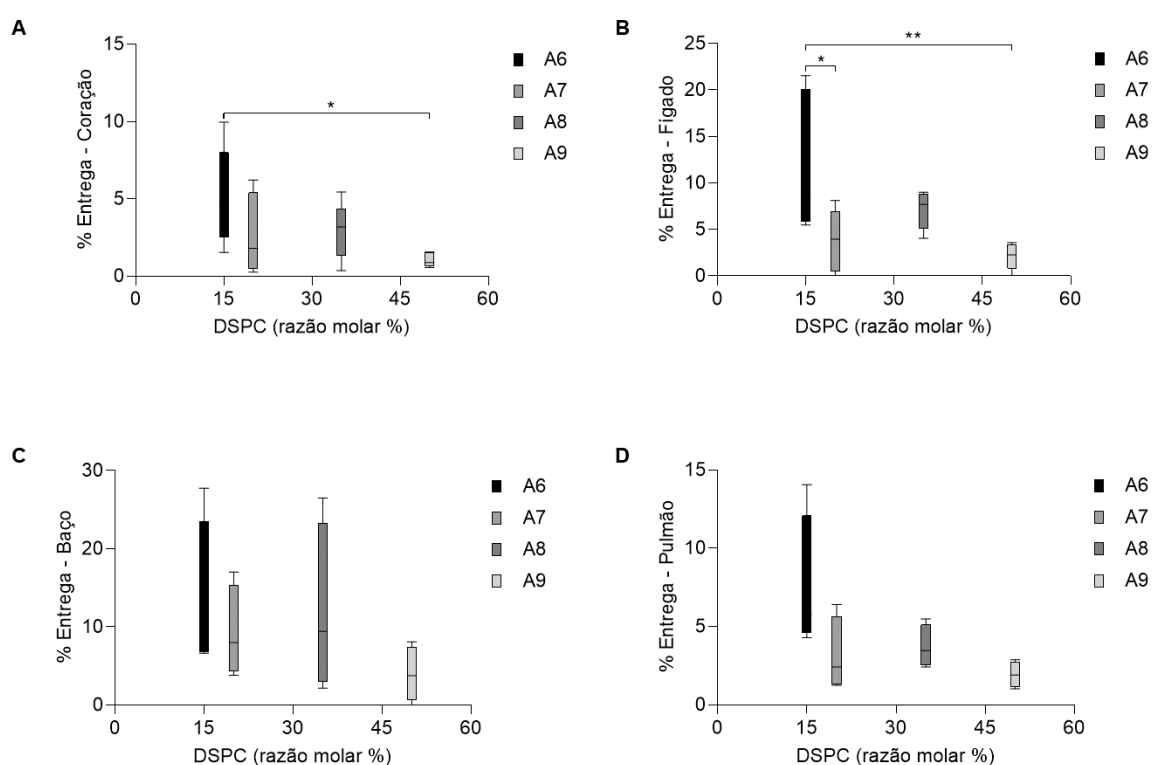 A
% Entrega - Coração
15
10
5
0
*
0 15 30 45 60
DSPC (razão molar %)
A6
A7
A8
A9
B
% Entrega - Fígado
25
20
15
10
5
0
**
*
0 15 30 45 60
DSPC (razão molar %)
A6
A7
A8
A9
C
% Entrega - Baço
30
20
10
0
0 15 30 45 60
DSPC (razão molar %)
A6
A7
A8
A9
D
% Entrega - Pulmão
15
10
5
0
0 15 30 45 60
DSPC (razão molar %)
A6
A7
A8
A9